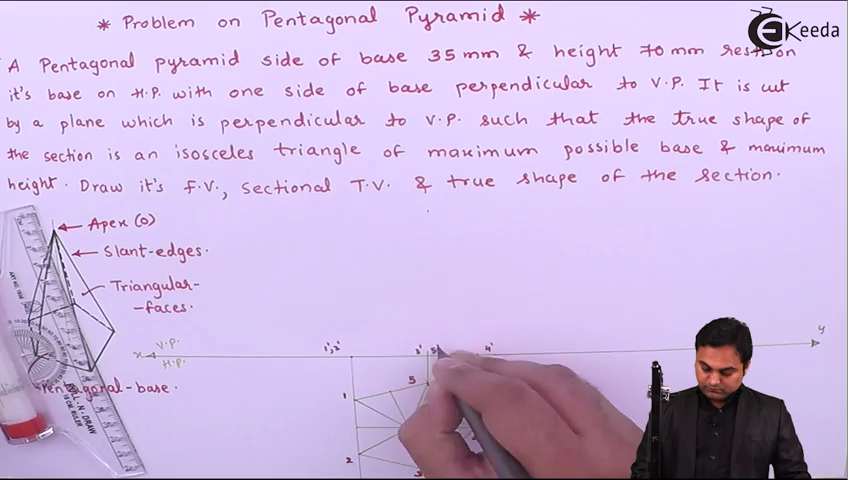 * Problem on Pentagonal Pyramid *
Keeda
A Pentagonal pyramid side of base 35 mm & height 70 mm rests on
it's base on H.P. with one side of base perpendicular to V.P. It is cut
by a plane which is perpendicular to V.P. such that the true shape of
the section is an isosceles triangle of maximum possible base & maximum
height. Draw it's F.V., Sectional T.V. & true shape of the section.
Apex (O)
Slant-edges.
Triangular-
-faces.
V.P.
x
H.P.
1',2'
3'
5'
4'
y
Pentagonal-base.
1
5
2
3